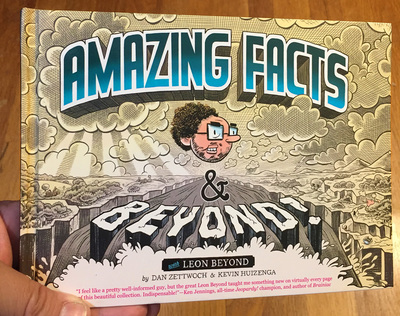 AMAZING FACTS
&
BEYOND!
WITH LEON BEYOND
by DAN ZETTWOCH & KEVIN HUIZENGA
"I feel like a pretty well-informed guy, but the great Leon Beyond taught me something new on virtually every page
of this beautiful collection. Indispensable!"—Ken Jennings, all-time Jeopardy! champion, and author of Brainiac